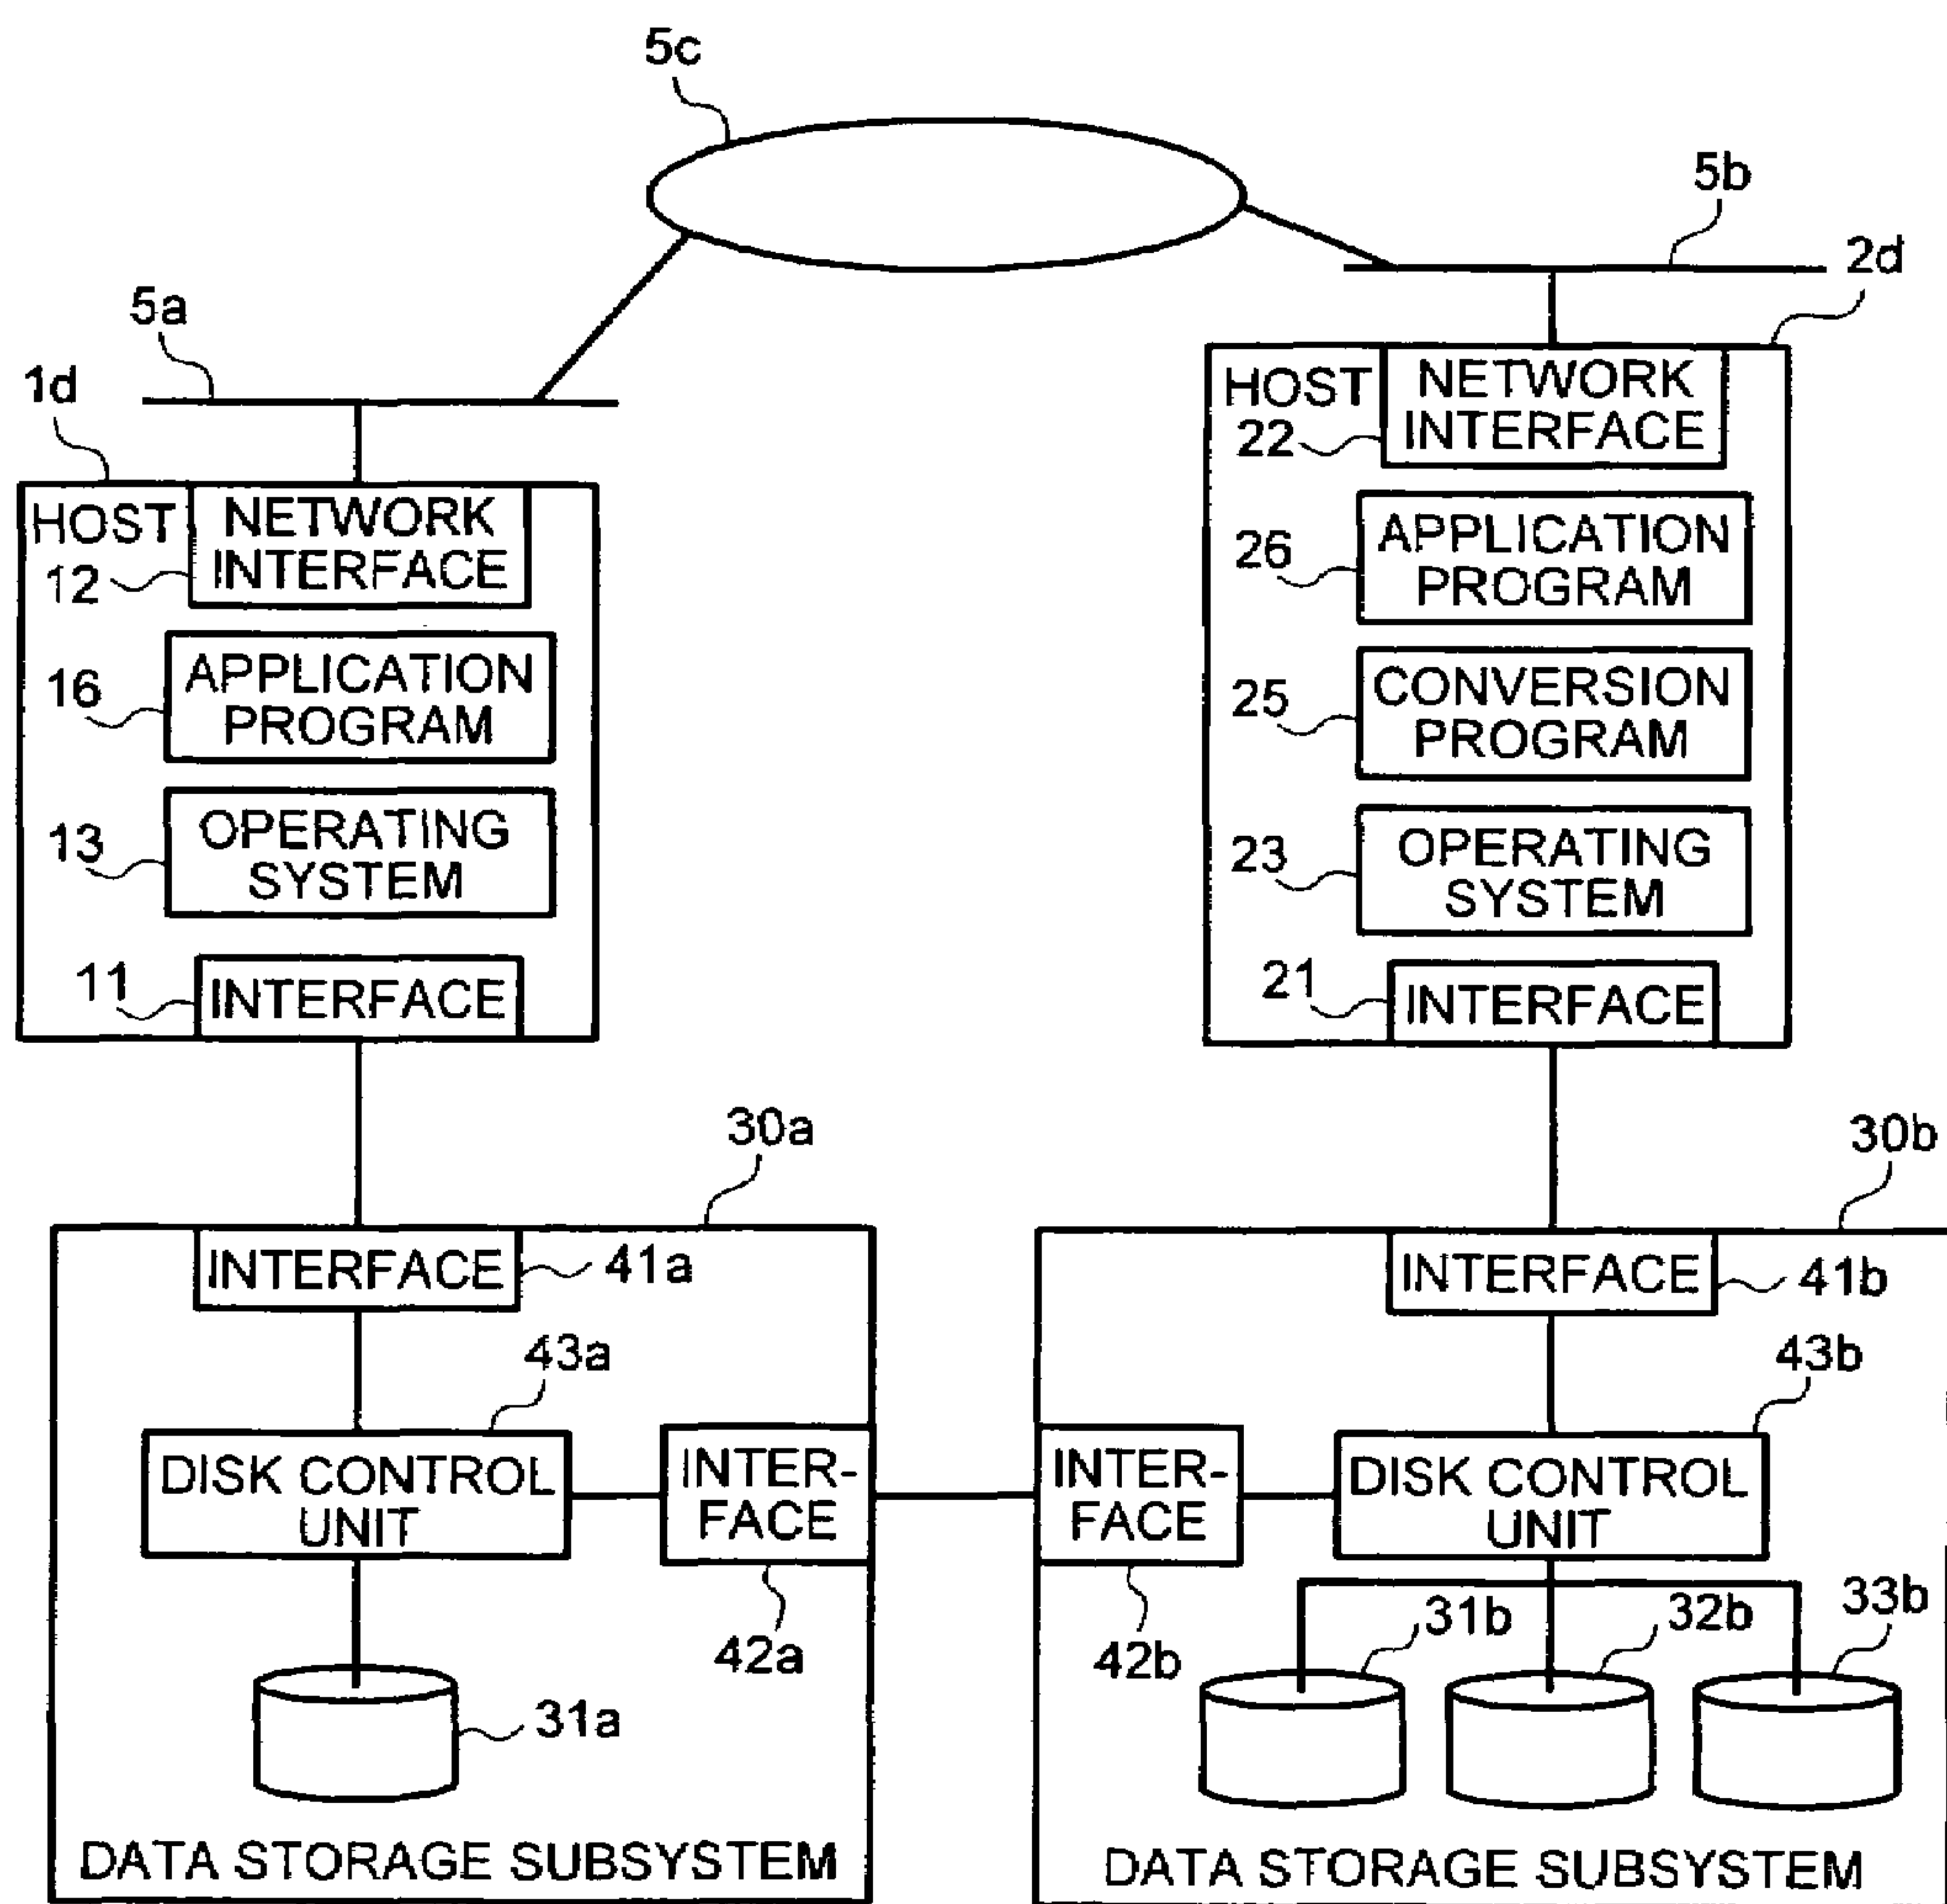 5c
5b
2d
5a
1d
HOST
NETWORK
INTERFACE
22
HOST
NETWORK
INTERFACE
12
26
APPLICATION
PROGRAM
16
APPLICATION
PROGRAM
25
CONVERSION
PROGRAM
13
OPERATING
SYSTEM
23
OPERATING
SYSTEM
11
INTERFACE
21
INTERFACE
30a
30b
INTERFACE
41a
INTERFACE
41b
43a
43b
DISK CONTROL
UNIT
INTER-
FACE
INTER-
FACE
DISK CONTROL
UNIT
42a
42b
31b
32b
33b
31a
DATA STORAGE SUBSYSTEM
DATA STORAGE SUBSYSTEM